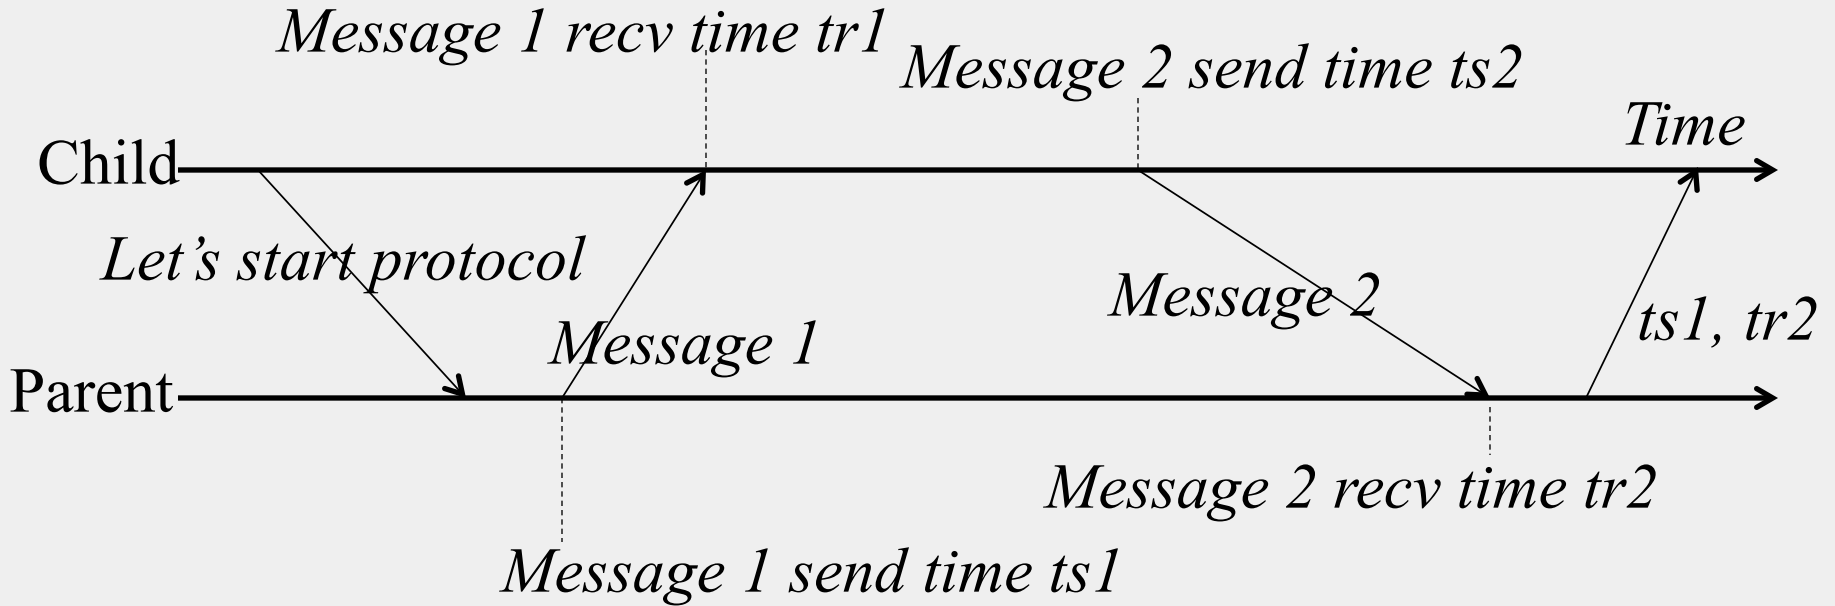 Message 1 recv time tr1
Message 2 send time ts2
Time
Child
Let’s start protocol
Message 2
ts1, tr2
Message 1
Parent
Message 2 recv time tr2
Message 1 send time ts1